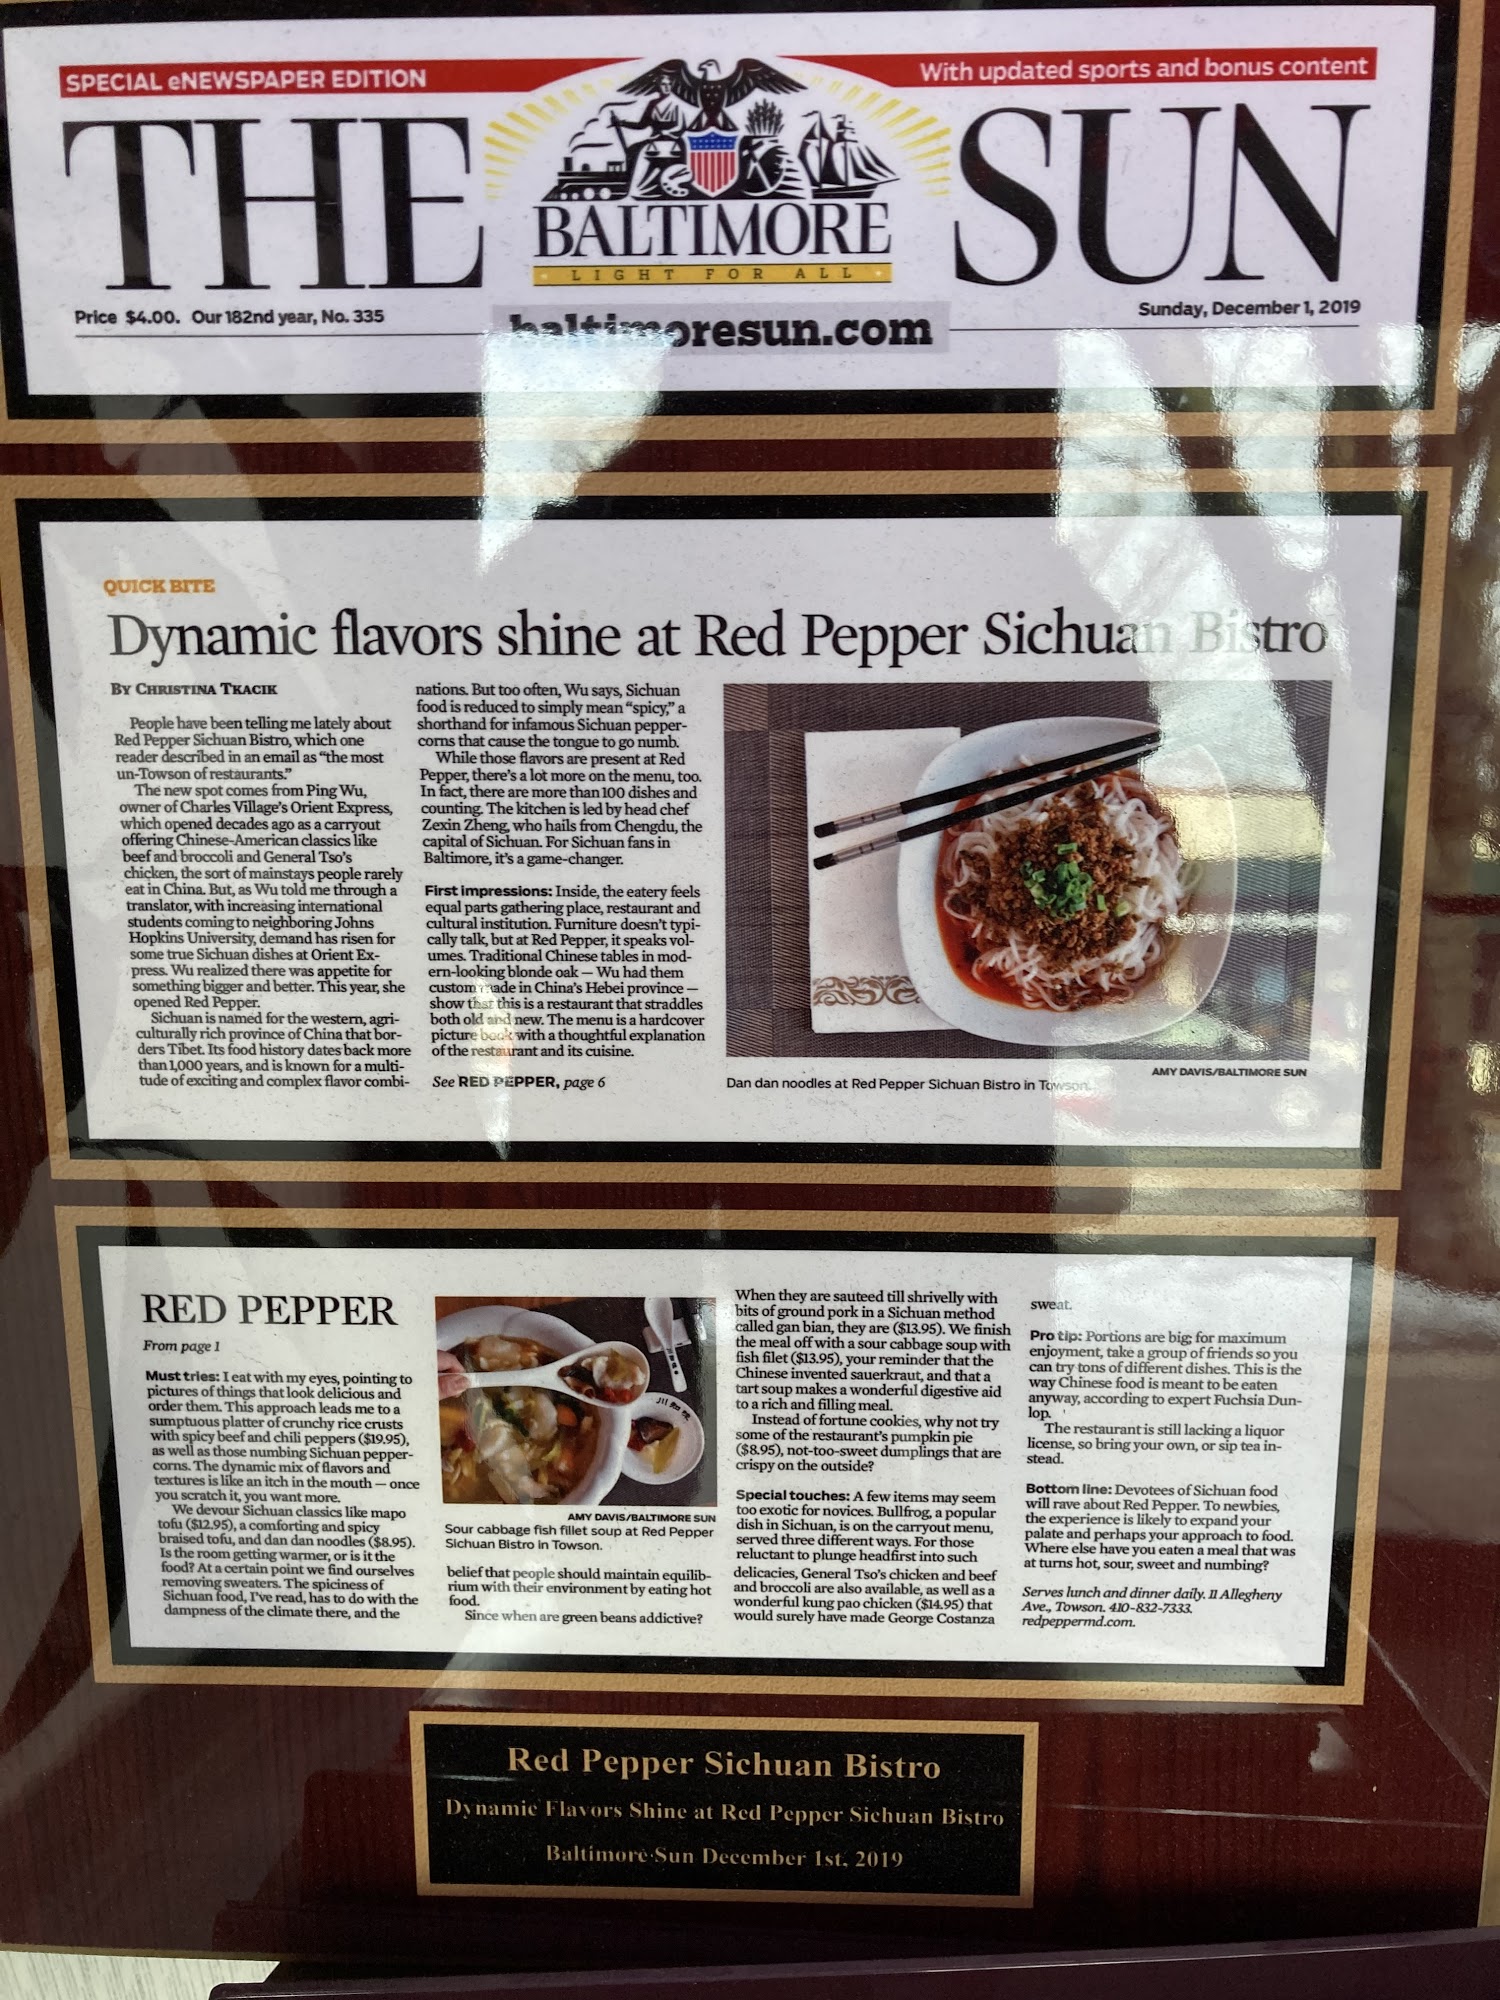 SPECIAL eNEWSPAPER EDITION
With updated sports and bonus content
THE
BALTIMORE
SUN
LIGHT FOR ALL
Price $4.00. Our 182nd year, No. 335
baltimoresun.com
Sunday, December 1, 2019
QUICK BITE
Dynamic flavors shine at Red Pepper Sichuan Bistro
BY CHRISTINA TKACIK
People have been telling me lately about
Red Pepper Sichuan Bistro, which one
reader described in an email as “the most
un-Towson of restaurants.”
The new spot comes from Ping Wu,
owner of Charles Village's Orient Express,
which opened decades ago as a carryout
offering Chinese-American classics like
beef and broccoli and General Tso's
chicken, the sort of mainstays people rarely
eat in China. But, as Wu told me through a
translator, with increasing international
students coming to neighboring Johns
Hopkins University, demand has risen for
some true Sichuan dishes at Orient Ex-
press. Wu realized there was appetite for
something bigger and better. This year, she
opened Red Pepper.
Sichuan is named for the western, agri-
culturally rich province of China that bor-
ders Tibet. Its food history dates back more
than 1,000 years, and is known for a multi-
tude of exciting and complex flavor combi-
nations. But too often, Wu says, Sichuan
food is reduced to simply mean “spicy,” a
shorthand for infamous Sichuan pepper-
corns that cause the tongue to go numb.
While those flavors are present at Red
Pepper, there's a lot more on the menu, too.
In fact, there are more than 100 dishes and
counting. The kitchen is led by head chef
Zexin Zheng, who hails from Chengdu, the
capital of Sichuan. For Sichuan fans in
Baltimore, it's a game-changer.
First impressions: Inside, the eatery feels
equal parts gathering place, restaurant and
cultural institution. Furniture doesn't typi-
cally talk, but at Red Pepper, it speaks vol-
umes. Traditional Chinese tables in mod-
ern-looking blonde oak — Wu had them
custom made in China's Hebei province —
show that this is a restaurant that straddles
both old and new. The menu is a hardcover
picture book with a thoughtful explanation
of the restaurant and its cuisine.
See RED PEPPER, page 6
AMY DAVIS/BALTIMORE SUN
Dan dan noodles at Red Pepper Sichuan Bistro in Towson.
RED PEPPER
From page 1
Must tries: I eat with my eyes, pointing to
pictures of things that look delicious and
order them. This approach leads me to a
sumptuous platter of crunchy rice crusts
with spicy beef and chili peppers ($19.95),
as well as those numbing Sichuan pepper-
corns. The dynamic mix of flavors and
textures is like an itch in the mouth — once
you scratch it, you want more.
We devour Sichuan classics like mapo
tofu ($12.95), a comforting and spicy
braised tofu, and dan dan noodles ($8.95).
Is the room getting warmer, or is it the
food? At a certain point we find ourselves
removing sweaters. The spiciness of
Sichuan food, I've read, has to do with the
dampness of the climate there, and the
AMY DAVIS/BALTIMORE SUN
Sour cabbage fish fillet soup at Red Pepper
Sichuan Bistro in Towson.
belief that people should maintain equilib-
rium with their environment by eating hot
food.
Since when are green beans addictive?
When they are sauteed till shrivelly with
bits of ground pork in a Sichuan method
called gan bian, they are ($13.95). We finish
the meal off with a sour cabbage soup with
fish filet ($13.95), your reminder that the
Chinese invented sauerkraut, and that a
tart soup makes a wonderful digestive aid
to a rich and filling meal.
Instead of fortune cookies, why not try
some of the restaurant's pumpkin pie
($8.95), not-too-sweet dumplings that are
crispy on the outside?
Special touches: A few items may seem
too exotic for novices. Bullfrog, a popular
dish in Sichuan, is on the carryout menu,
served three different ways. For those
reluctant to plunge headfirst into such
delicacies, General Tso's chicken and beef
and broccoli are also available, as well as a
wonderful kung pao chicken ($14.95) that
would surely have made George Costanza
sweat.
Pro tip: Portions are big; for maximum
enjoyment, take a group of friends so you
can try tons of different dishes. This is the
way Chinese food is meant to be eaten
anyway, according to expert Fuchsia Dun-
lop.
The restaurant is still lacking a liquor
license, so bring your own, or sip tea in-
stead.
Bottom line: Devotees of Sichuan food
will rave about Red Pepper. To newbies,
the experience is likely to expand your
palate and perhaps your approach to food.
Where else have you eaten a meal that was
at turns hot, sour, sweet and numbing?
Serves lunch and dinner daily. 11 Allegheny
Ave., Towson. 410-832-7333.
redpeppermd.com.
Red Pepper Sichuan Bistro
Dynamic Flavors Shine at Red Pepper Sichuan Bistro
Baltimore Sun December 1st, 2019